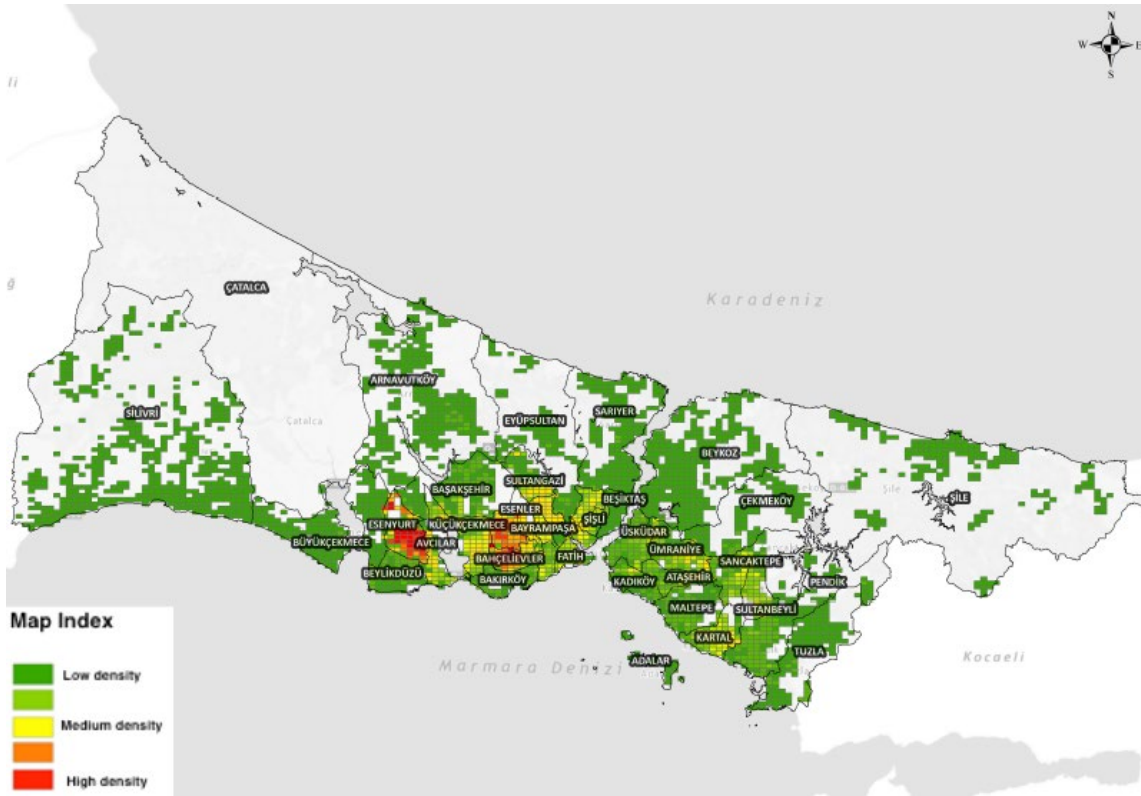 N
W E
S
li
ğ
Karadeniz
ÇATALCA
ARNAVUTKÖY
SİLİVRİ
Çatalca
EYÜPSULTAN
SARIYER
BEYKOZ
BAŞAKŞEHİR
SULTANGAZİ
BEŞİKTAŞ
ÇEKMEKÖY
Şile
ŞİLE
ESENLER
ESENYURT
KÜÇÜKÇEKMECE
BAYRAMPAŞA
ŞİŞLİ
ÜSKÜDAR
BÜYÜKÇEKMECE
AVCILAR
ÜMRANİYE
BAHÇELİEVLER
FATİH
SANCAKTEPE
BEYLİKDÜZÜ
BAKIRKÖY
KADIKÖY
ATAŞEHİR
PENDİK
MALTEPE
SULTANBEYLİ
KARTAL
TUZLA
ADALAR
Marmara Denizi
Kocaeli
Map Index
Low density
Medium density
High density